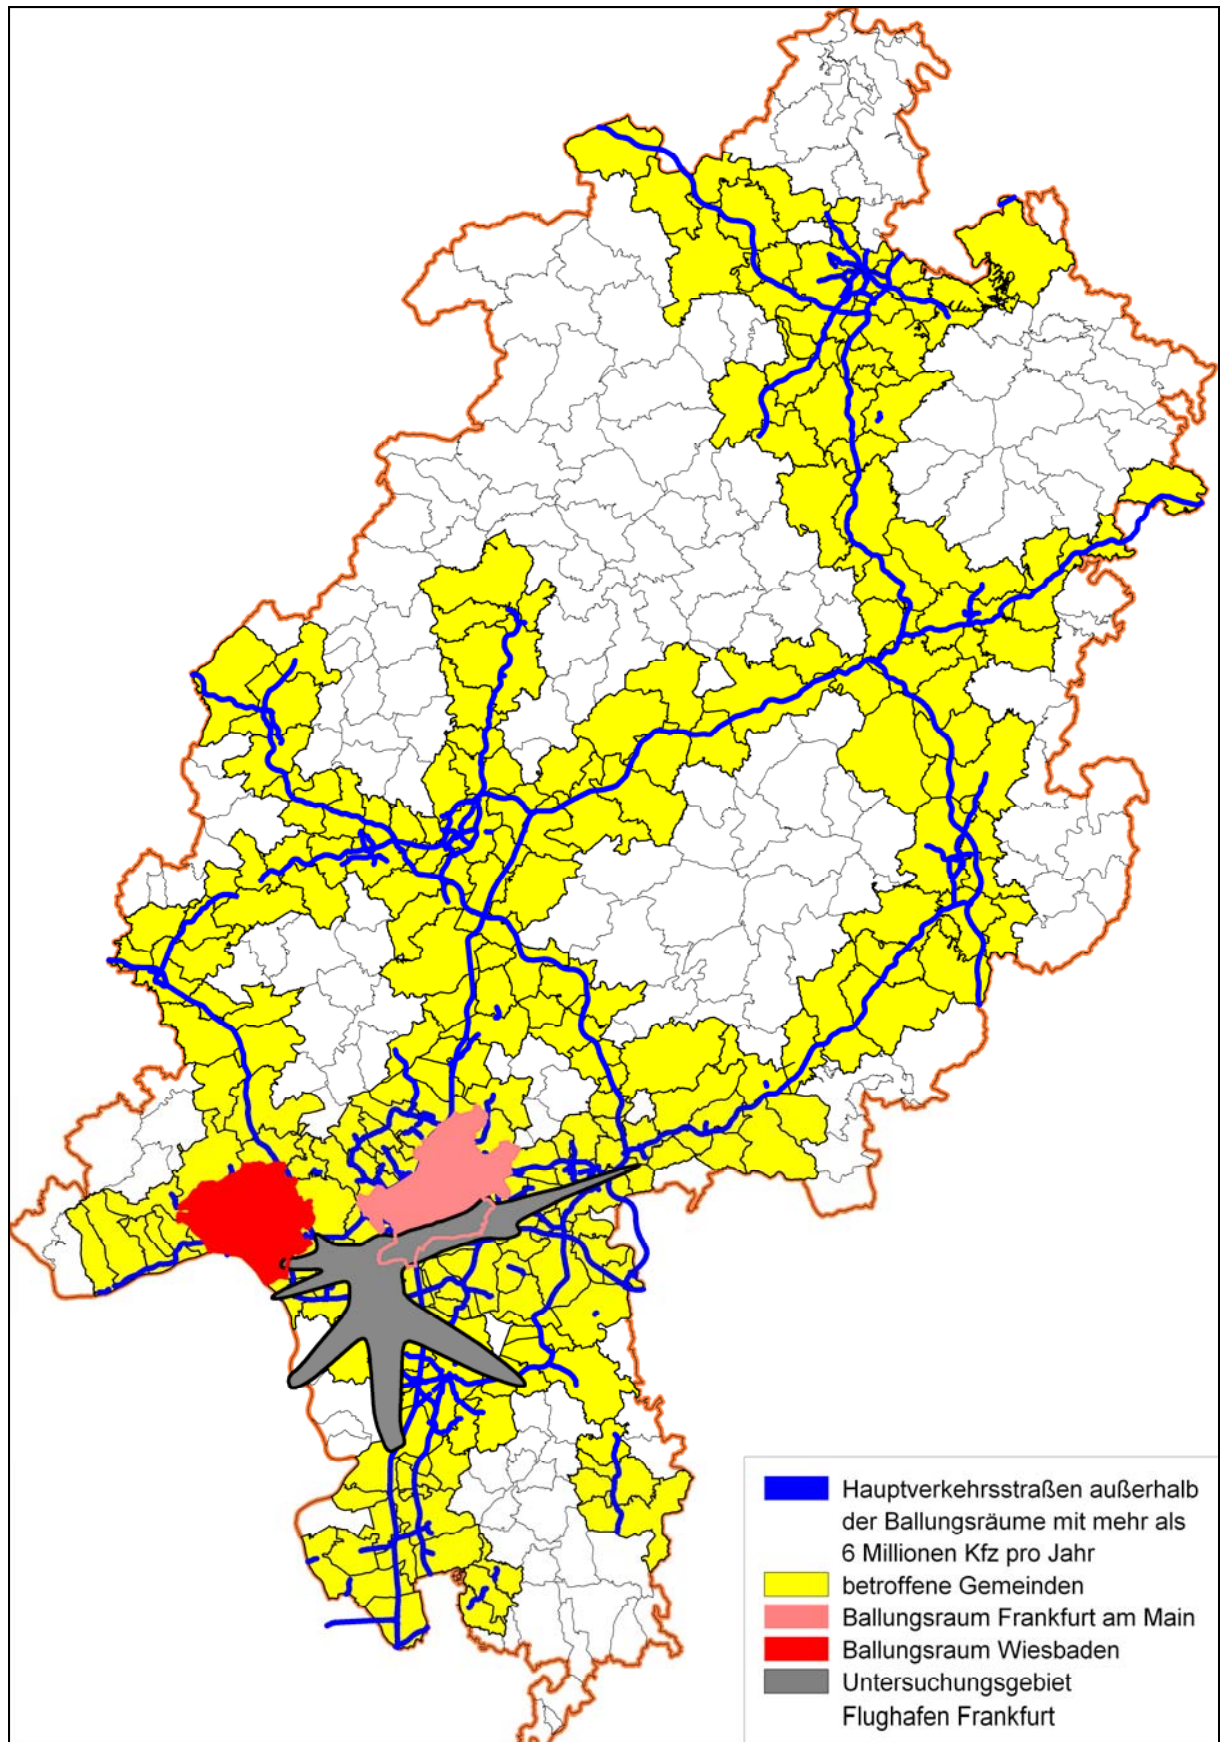 Hauptverkehrsstraßen außerhalb
der Ballungsräume mit mehr als
6 Millionen Kfz pro Jahr
betroffene Gemeinden
Ballungsraum Frankfurt am Main
Ballungsraum Wiesbaden
Untersuchungsgebiet
Flughafen Frankfurt